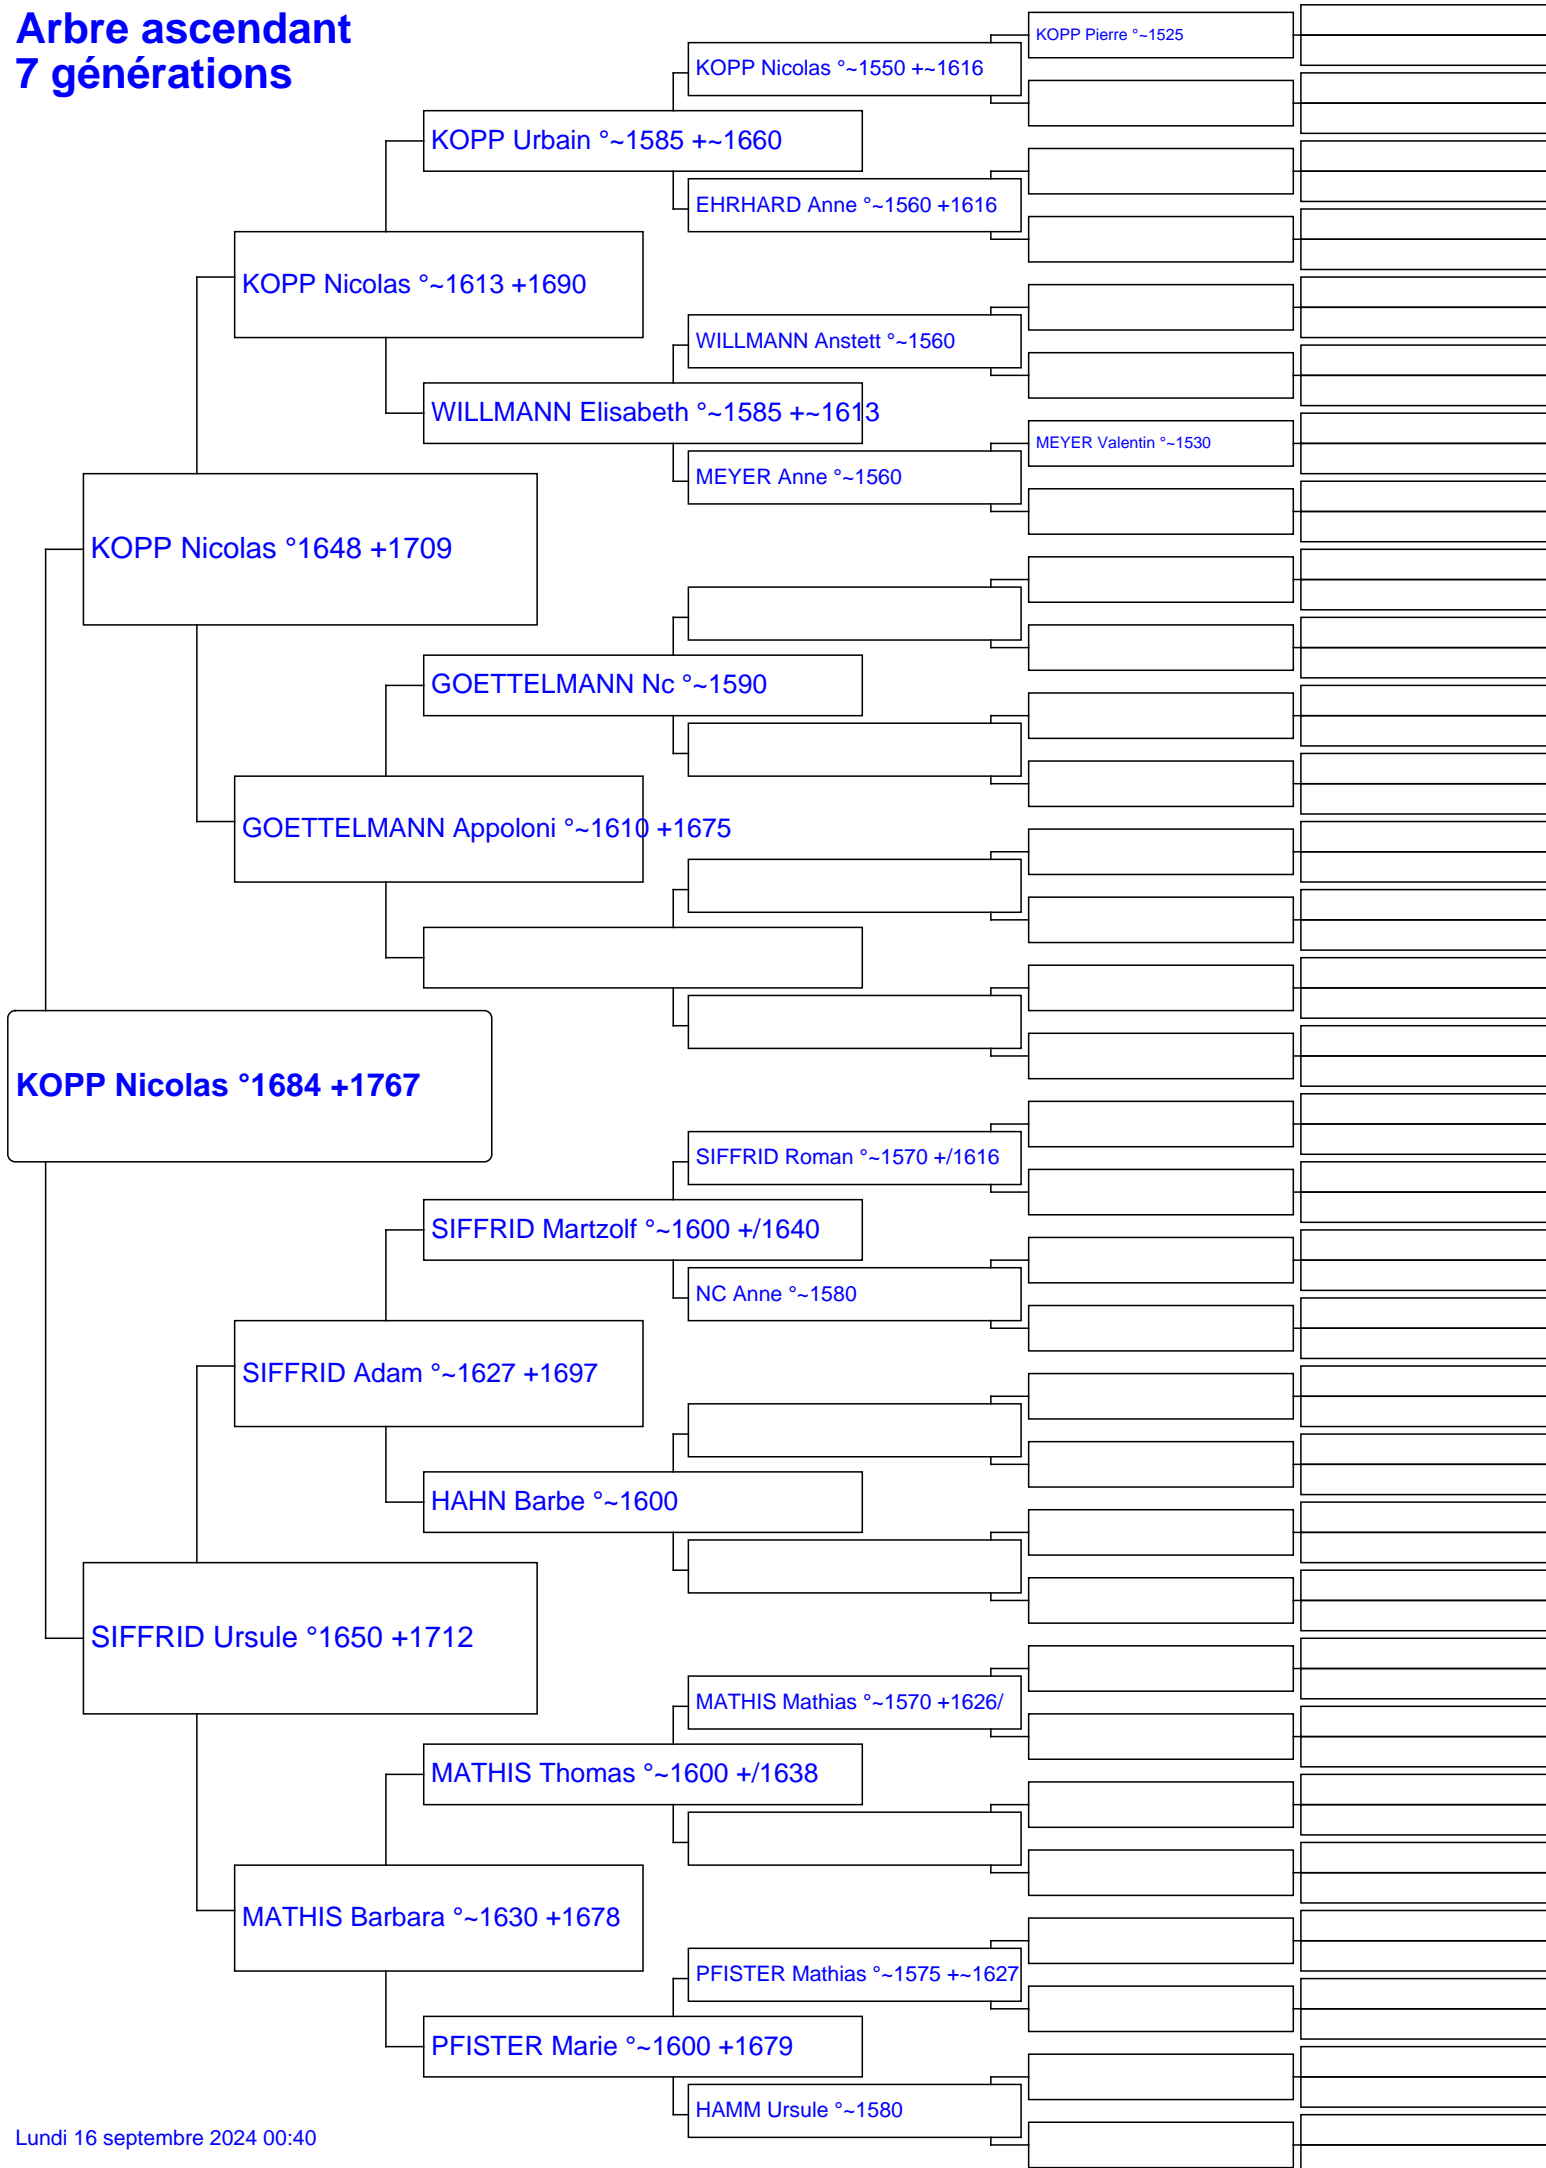 Arbre ascendant
7 générations
KOPP Pierre °~1525
KOPP Nicolas °~1550 +~1616
KOPP Urbain °~1585 +~1660
EHRHARD Anne °~1560 +1616
KOPP Nicolas °~1613 +1690
WILLMANN Anstett °~1560
WILLMANN Elisabeth °~1585 +~1613
MEYER Valentin °~1530
MEYER Anne °~1560
KOPP Nicolas °1648 +1709
GOETTELMANN Nc °~1590
GOETTELMANN Appoloni °~1610 +1675
KOPP Nicolas °1684 +1767
SIFFRID Roman °~1570 +/1616
SIFFRID Martzolf °~1600 +/1640
NC Anne °~1580
SIFFRID Adam °~1627 +1697
HAHN Barbe °~1600
SIFFRID Ursule °1650 +1712
MATHIS Mathias °~1570 +1626/
MATHIS Thomas °~1600 +/1638
MATHIS Barbara °~1630 +1678
PFISTER Mathias °~1575 +~1627
PFISTER Marie °~1600 +1679
HAMM Ursule °~1580
Lundi 16 septembre 2024 00:40